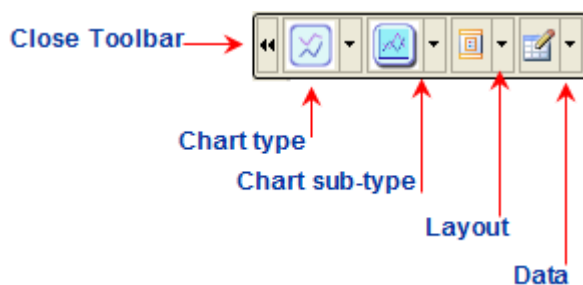 Close Toolbar
Chart type
Chart sub-type
Layout
Data